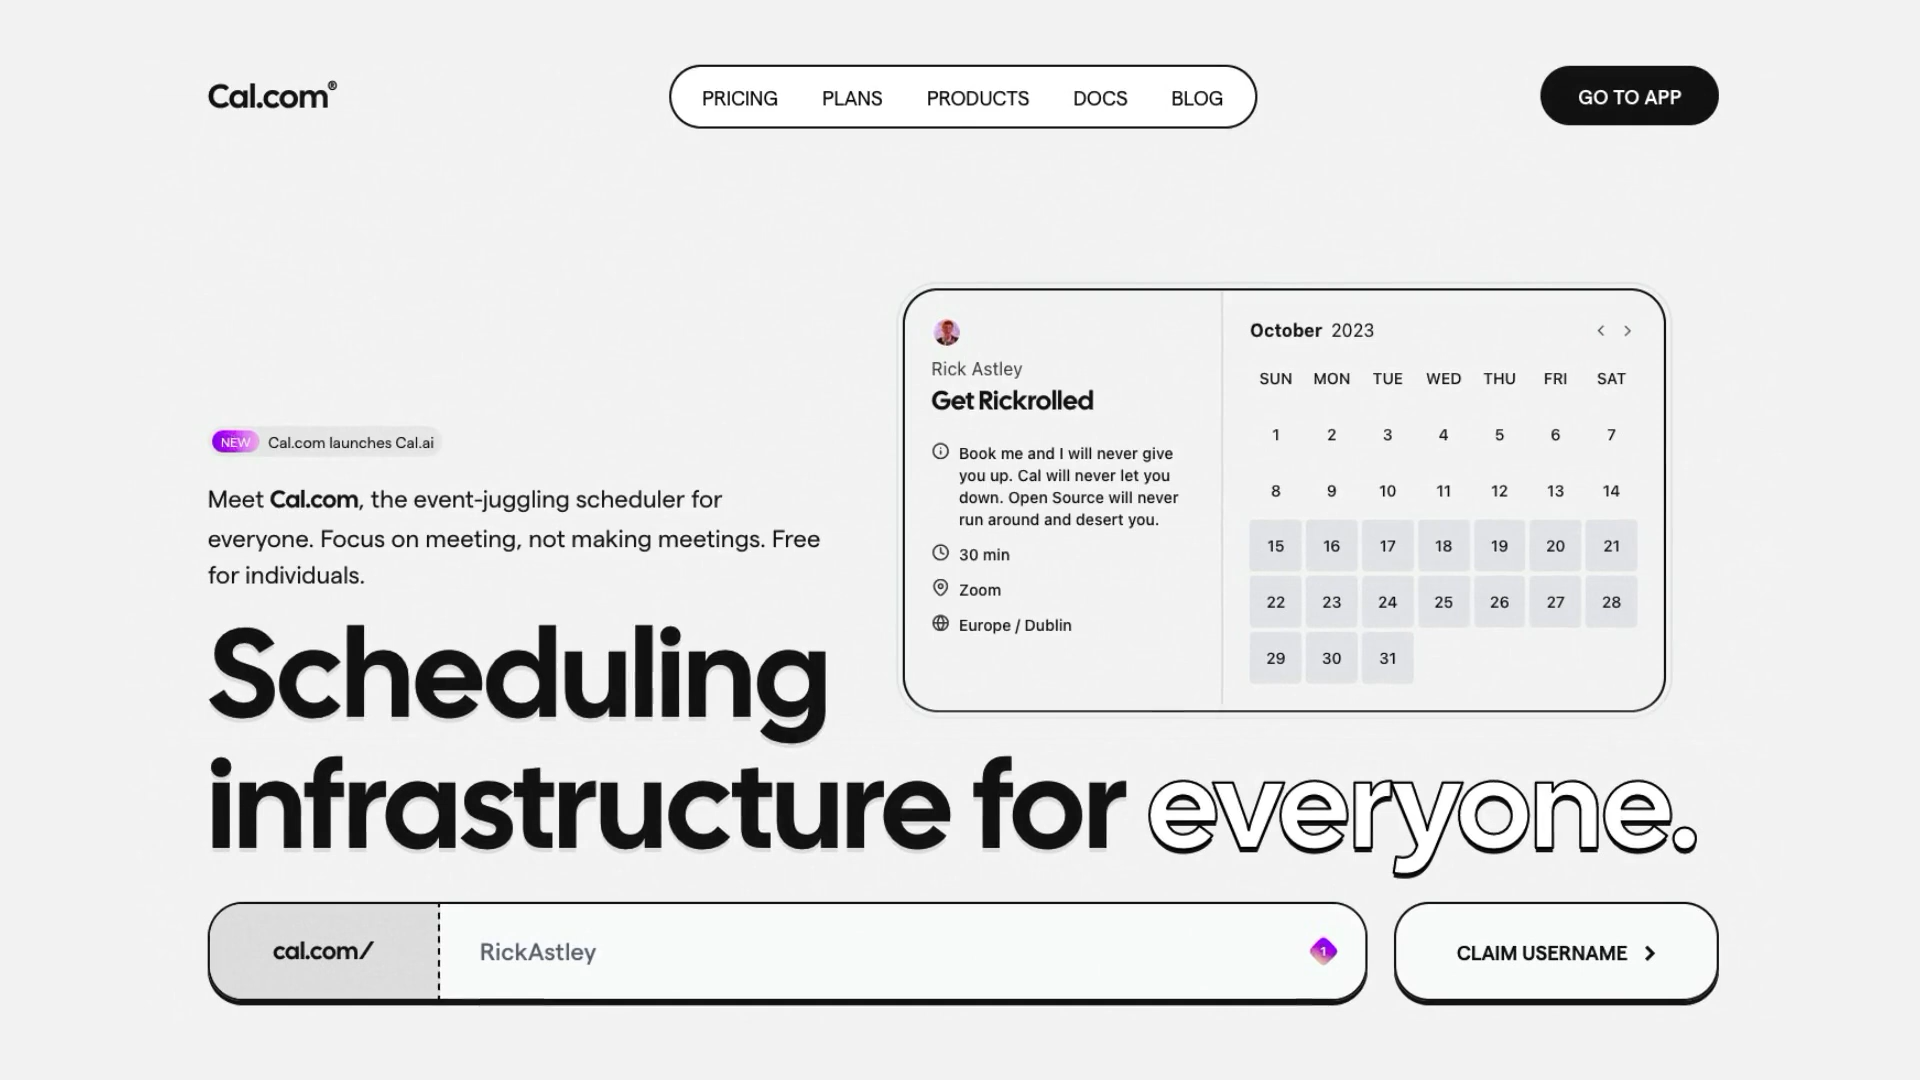 Cal.com®
PRICING PLANS PRODUCTS DOCS BLOG
GO TO APP
NEW Cal.com launches Cal.ai
Meet Cal.com, the event-juggling scheduler for
everyone. Focus on meeting, not making meetings. Free
for individuals.
Rick Astley
Get Rickrolled
Book me and I will never give
you up. Cal will never let you
down. Open Source will never
run around and desert you.
30 min
Zoom
Europe / Dublin
October 2023
SUN MON TUE WED THU FRI SAT
1 2 3 4 5 6 7
8 9 10 11 12 13 14
15 16 17 18 19 20 21
22 23 24 25 26 27 28
29 30 31
Scheduling
infrastructure for everyone.
cal.com/ RickAstley 1
CLAIM USERNAME